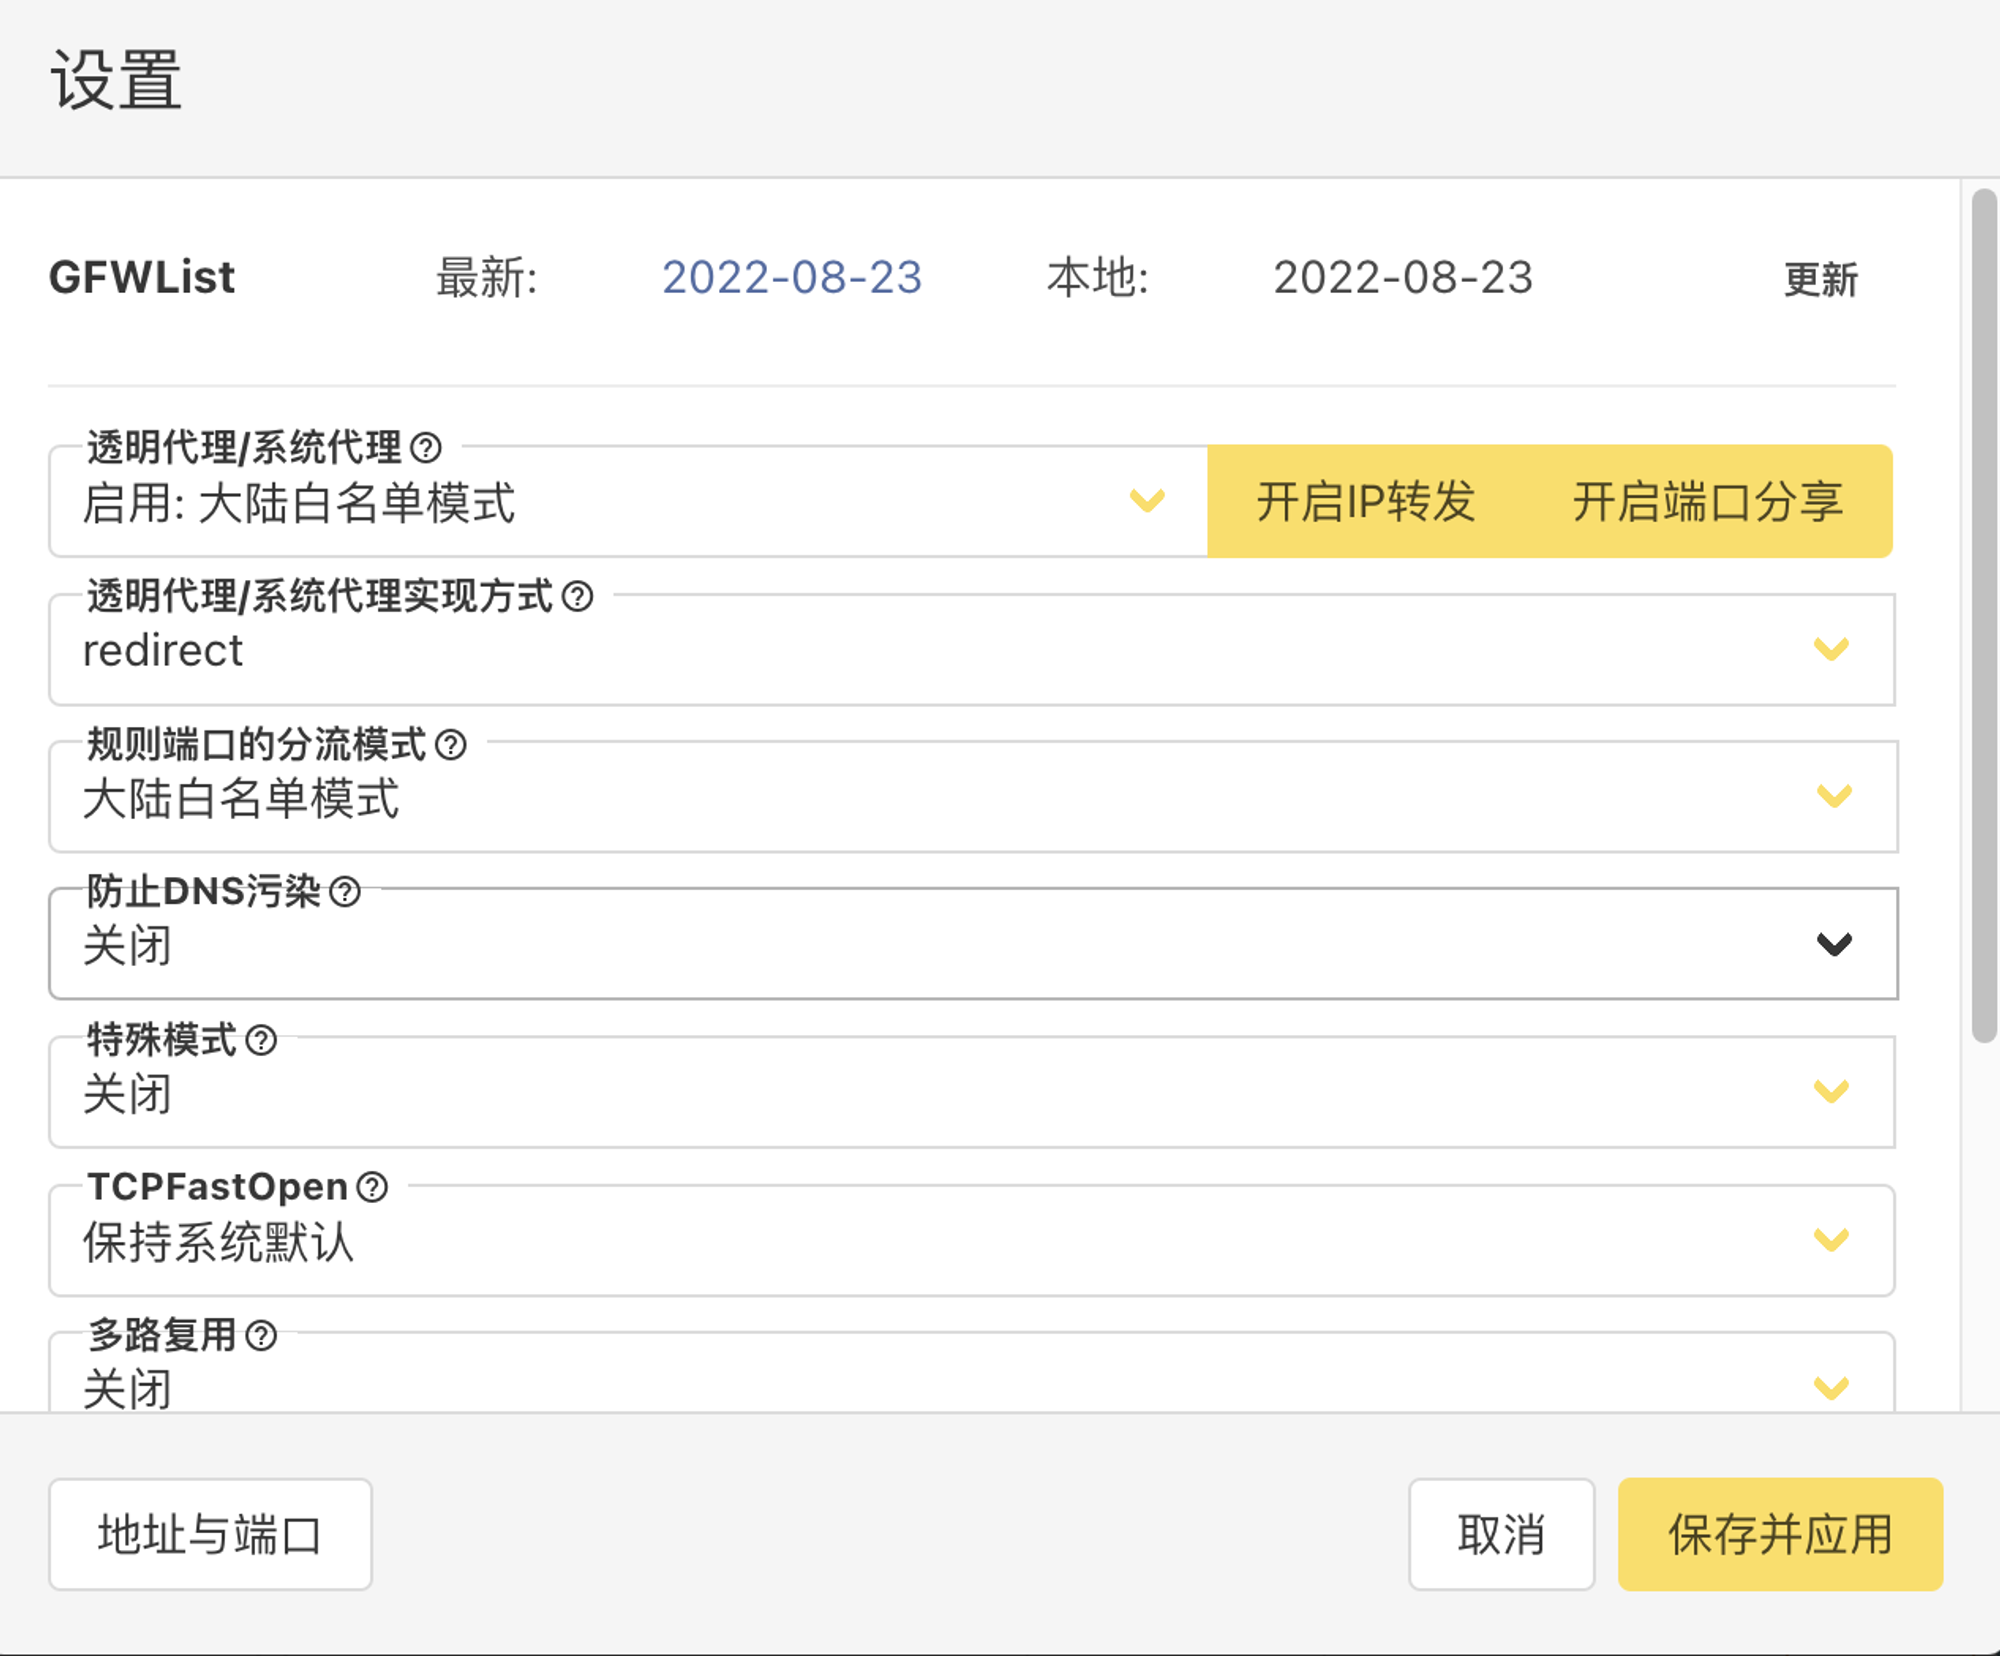 设置
GFWList 最新: 2022-08-23 本地: 2022-08-23 更新
透明代理/系统代理
启用: 大陆白名单模式 开启IP转发 开启端口分享
透明代理/系统代理实现方式
redirect
规则端口的分流模式
大陆白名单模式
防止DNS污染
关闭
特殊模式
关闭
TCPFastOpen
保持系统默认
多路复用
关闭
地址与端口 取消 保存并应用